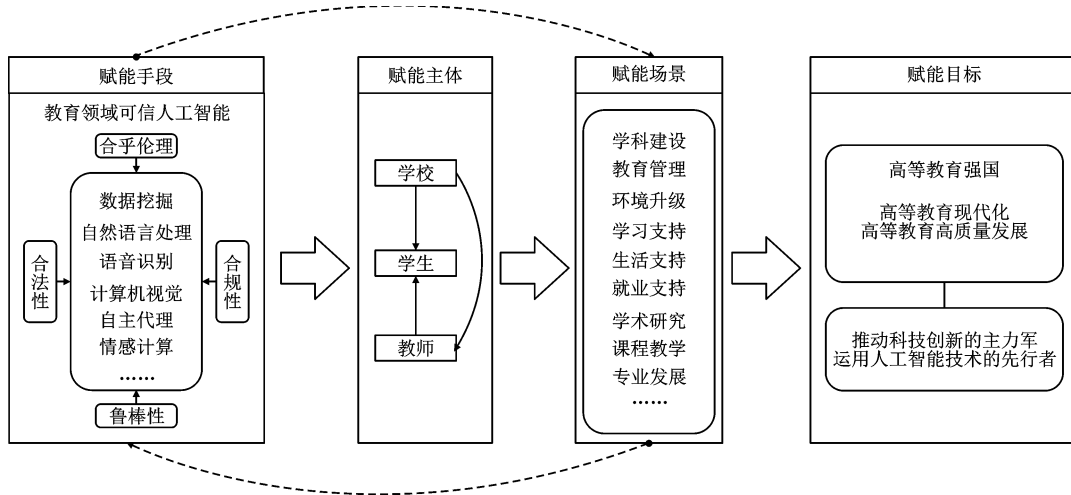 赋能手段
教育领域可信人工智能
合乎伦理
数据挖掘
自然语言处理
语音识别
计算机视觉
自主代理
情感计算
……
合法性
合规性
鲁棒性
赋能主体
学校
学生
教师
赋能场景
学科建设
教育管理
环境升级
学习支持
生活支持
就业支持
学术研究
课程教学
专业发展
……
赋能目标
高等教育强国
高等教育现代化
高等教育高质量发展
推动科技创新的主力军
运用人工智能技术的先行者